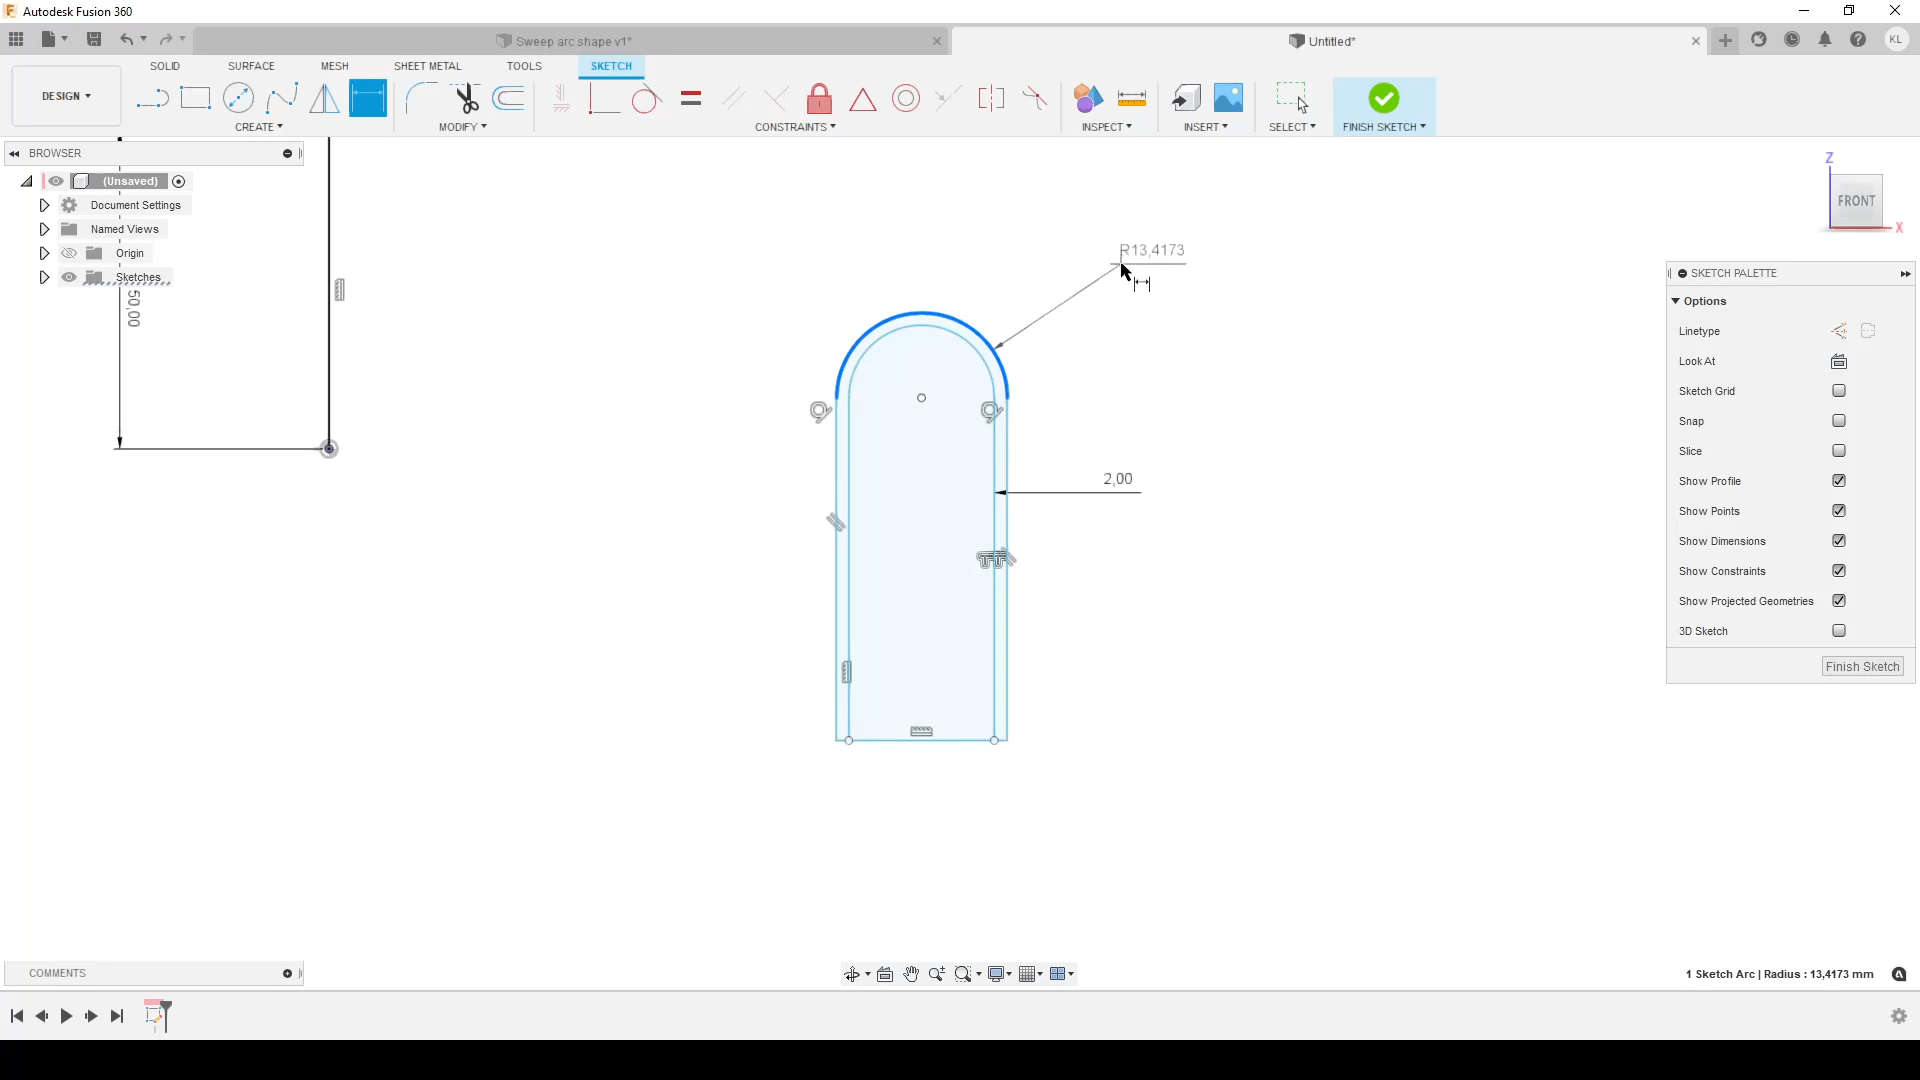 Autodesk Fusion 360
Sweep arc shape v1*
Untitled*
KL
SOLID
SURFACE
MESH
SHEET METAL
TOOLS
SKETCH
DESIGN
CREATE
MODIFY
CONSTRAINTS
INSPECT
INSERT
SELECT
FINISH SKETCH
BROWSER
(Unsaved)
Document Settings
Named Views
Origin
Sketches
50,00
R13,4173
2,00
Z
FRONT
X
SKETCH PALETTE
Options
Linetype
Look At
Sketch Grid
Snap
Slice
Show Profile
Show Points
Show Dimensions
Show Constraints
Show Projected Geometries
3D Sketch
Finish Sketch
COMMENTS
1 Sketch Arc | Radius : 13,4173 mm